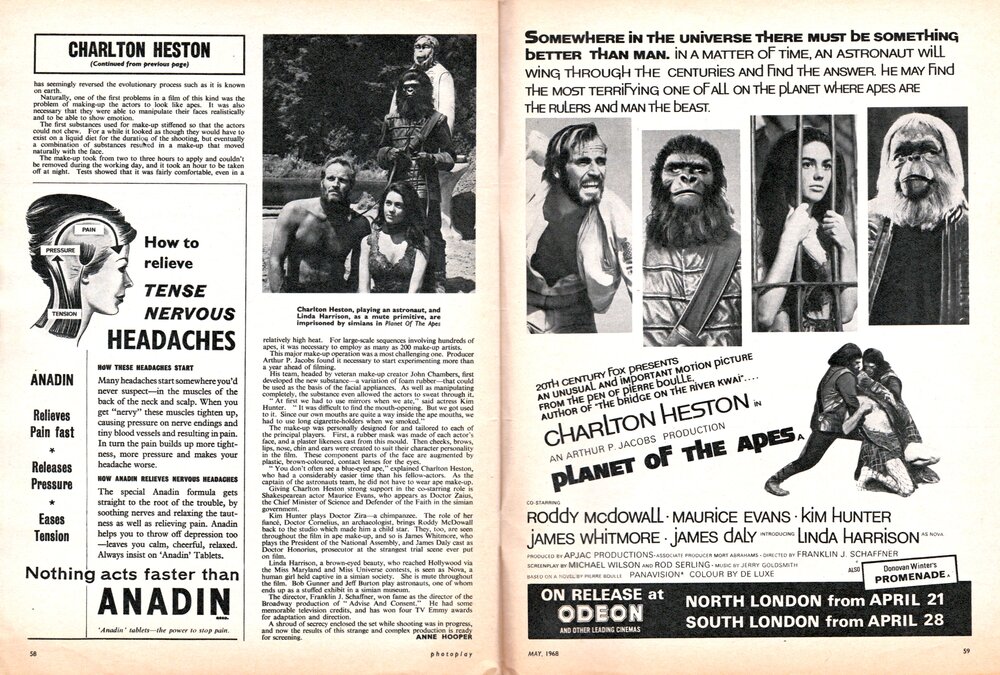 CHARLTON HESTON
(Continued from previous page)
has seemingly reversed the evolutionary process such as it is known
on earth.
Naturally, one of the first problems in a film of this kind was the
problem of making-up the actors to look like apes. It was also
necessary that they were able to manipulate their faces realistically
and to be able to show emotion.
The first substances used for make-up stiffened so that the actors
could not chew. For a while it looked as though they would have to
exist on a liquid diet for the duration of the shooting, but eventually
a combination of substances resulted in a make-up that moved
naturally with the face.
The make-up took from two to three hours to apply and couldn't
be removed during the working day, and it took an hour to be taken
off at night. Tests showed that it was fairly comfortable, even in a
PAIN
PRESSURE
TENSION
How to
relieve
TENSE
NERVOUS
HEADACHES
ANADIN
Relieves
Pain fast
*
Releases
Pressure
*
Eases
Tension
HOW THESE HEADACHES START
Many headaches start somewhere you'd
never suspect—in the muscles of the
back of the neck and scalp. When you
get “nervy” these muscles tighten up,
causing pressure on nerve endings and
tiny blood vessels and resulting in pain.
In turn the pain builds up more tight-
ness, more pressure and makes your
headache worse.
HOW ANADIN RELIEVES NERVOUS HEADACHES
The special Anadin formula gets
straight to the root of the trouble, by
soothing nerves and relaxing the taut-
ness as well as relieving pain. Anadin
helps you to throw off depression too
—leaves you calm, cheerful, relaxed.
Always insist on 'Anadin' Tablets.
Nothing acts faster than
ANADIN
'Anadin' tablets—the power to stop pain.
58
Charlton Heston, playing an astronaut, and
Linda Harrison, as a mute primitive, are
imprisoned by simians in Planet Of The Apes
relatively high heat. For large-scale sequences involving hundreds of
apes, it was necessary to employ as many as 200 make-up artists.
This major make-up operation was a most challenging one. Producer
Arthur P. Jacobs found it necessary to start experimenting more than
a year ahead of filming.
His team, headed by veteran make-up creator John Chambers, first
developed the new substance—a variation of foam rubber—that could
be used as the basis of the facial appliances. As well as manipulating
completely, the substance even allowed the actors to sweat through it.
“At first we had to use mirrors when we ate,” said actress Kim
Hunter. “It was difficult to find the mouth-opening. But we got used
to it. Since our own mouths are quite a way inside the ape mouths, we
had to use long cigarette-holders when we smoked.”
The make-up was personally designed for and tailored to each of
the principal players. First, a rubber mask was made of each actor's
face, and a plaster likeness cast from this mould. Then cheeks, brows,
lips, nose, chin and ears were created to suit their character personality
in the film. These component parts of the face are augmented by
plastic, brown-coloured, contact lenses for the eyes.
“You don't often see a blue-eyed ape,” explained Charlton Heston,
who had a considerably easier time than his fellow-actors. As the
captain of the astronauts team, he did not have to wear ape make-up.
Giving Charlton Heston strong support in the co-starring role is
Shakespearean actor Maurice Evans, who appears as Doctor Zaius,
the Chief Minister of Science and Defender of the Faith in the simian
government.
Kim Hunter plays Doctor Zira—a chimpanzee. The role of her
fiancé, Doctor Cornelius, an archaeologist, brings Roddy McDowall
back to the studio which made him a child star. They, too, are seen
throughout the film in ape make-up, and so is James Whitmore, who
plays the President of the National Assembly, and James Daly cast as
Doctor Honorius, prosecutor at the strangest trial scene ever put
on film.
Linda Harrison, a brown-eyed beauty, who reached Hollywood via
the Miss Maryland and Miss Universe contests, is seen as Nova, a
human girl held captive in a simian society. She is mute throughout
the film. Bob Gunner and Jeff Burton play astronauts, one of whom
ends up as a stuffed exhibit in a simian museum.
The director, Franklin J. Schaffner, won fame as the director of the
Broadway production of “Advise And Consent.” He had some
memorable television credits, and has won four TV Emmy awards
for adaptation and direction.
A shroud of secrecy enclosed the set while shooting was in progress,
and now the results of this strange and complex production is ready
for screening. ANNE HOOPER
photoplay
SOMEWHERE IN THE UNIVERSE THERE MUST BE SOMETHING
BETTER THAN MAN. IN A MATTER OF TIME, AN ASTRONAUT WILL
WING THROUGH THE CENTURIES AND FIND THE ANSWER. HE MAY FIND
THE MOST TERRIFYING ONE OF ALL ON THE PLANET WHERE APES ARE
THE RULERS AND MAN THE BEAST.
20TH CENTURY FOX PRESENTS
AN UNUSUAL AND IMPORTANT MOTION PICTURE
FROM THE PEN OF PIERRE BOULLE,
AUTHOR OF “THE BRIDGE ON THE RIVER KWAI”....
CHARLTON HESTON IN
AN ARTHUR P. JACOBS PRODUCTION
PLANET OF THE APES A
CO-STARRING
RODDY McDOWALL · MAURICE EVANS · KIM HUNTER
JAMES WHITMORE · JAMES DALY INTRODUCING LINDA HARRISON AS NOVA
PRODUCED BY APJAC PRODUCTIONS · ASSOCIATE PRODUCER MORT ABRAHAMS · DIRECTED BY FRANKLIN J. SCHAFFNER
SCREENPLAY BY MICHAEL WILSON AND ROD SERLING · MUSIC BY JERRY GOLDSMITH
BASED ON A NOVEL BY PIERRE BOULLE PANAVISION® COLOUR BY DE LUXE
ALSO
Donovan Winter's
PROMENADE A
ON RELEASE at
ODEON
AND OTHER LEADING CINEMAS
NORTH LONDON from APRIL 21
SOUTH LONDON from APRIL 28
MAY, 1968
59